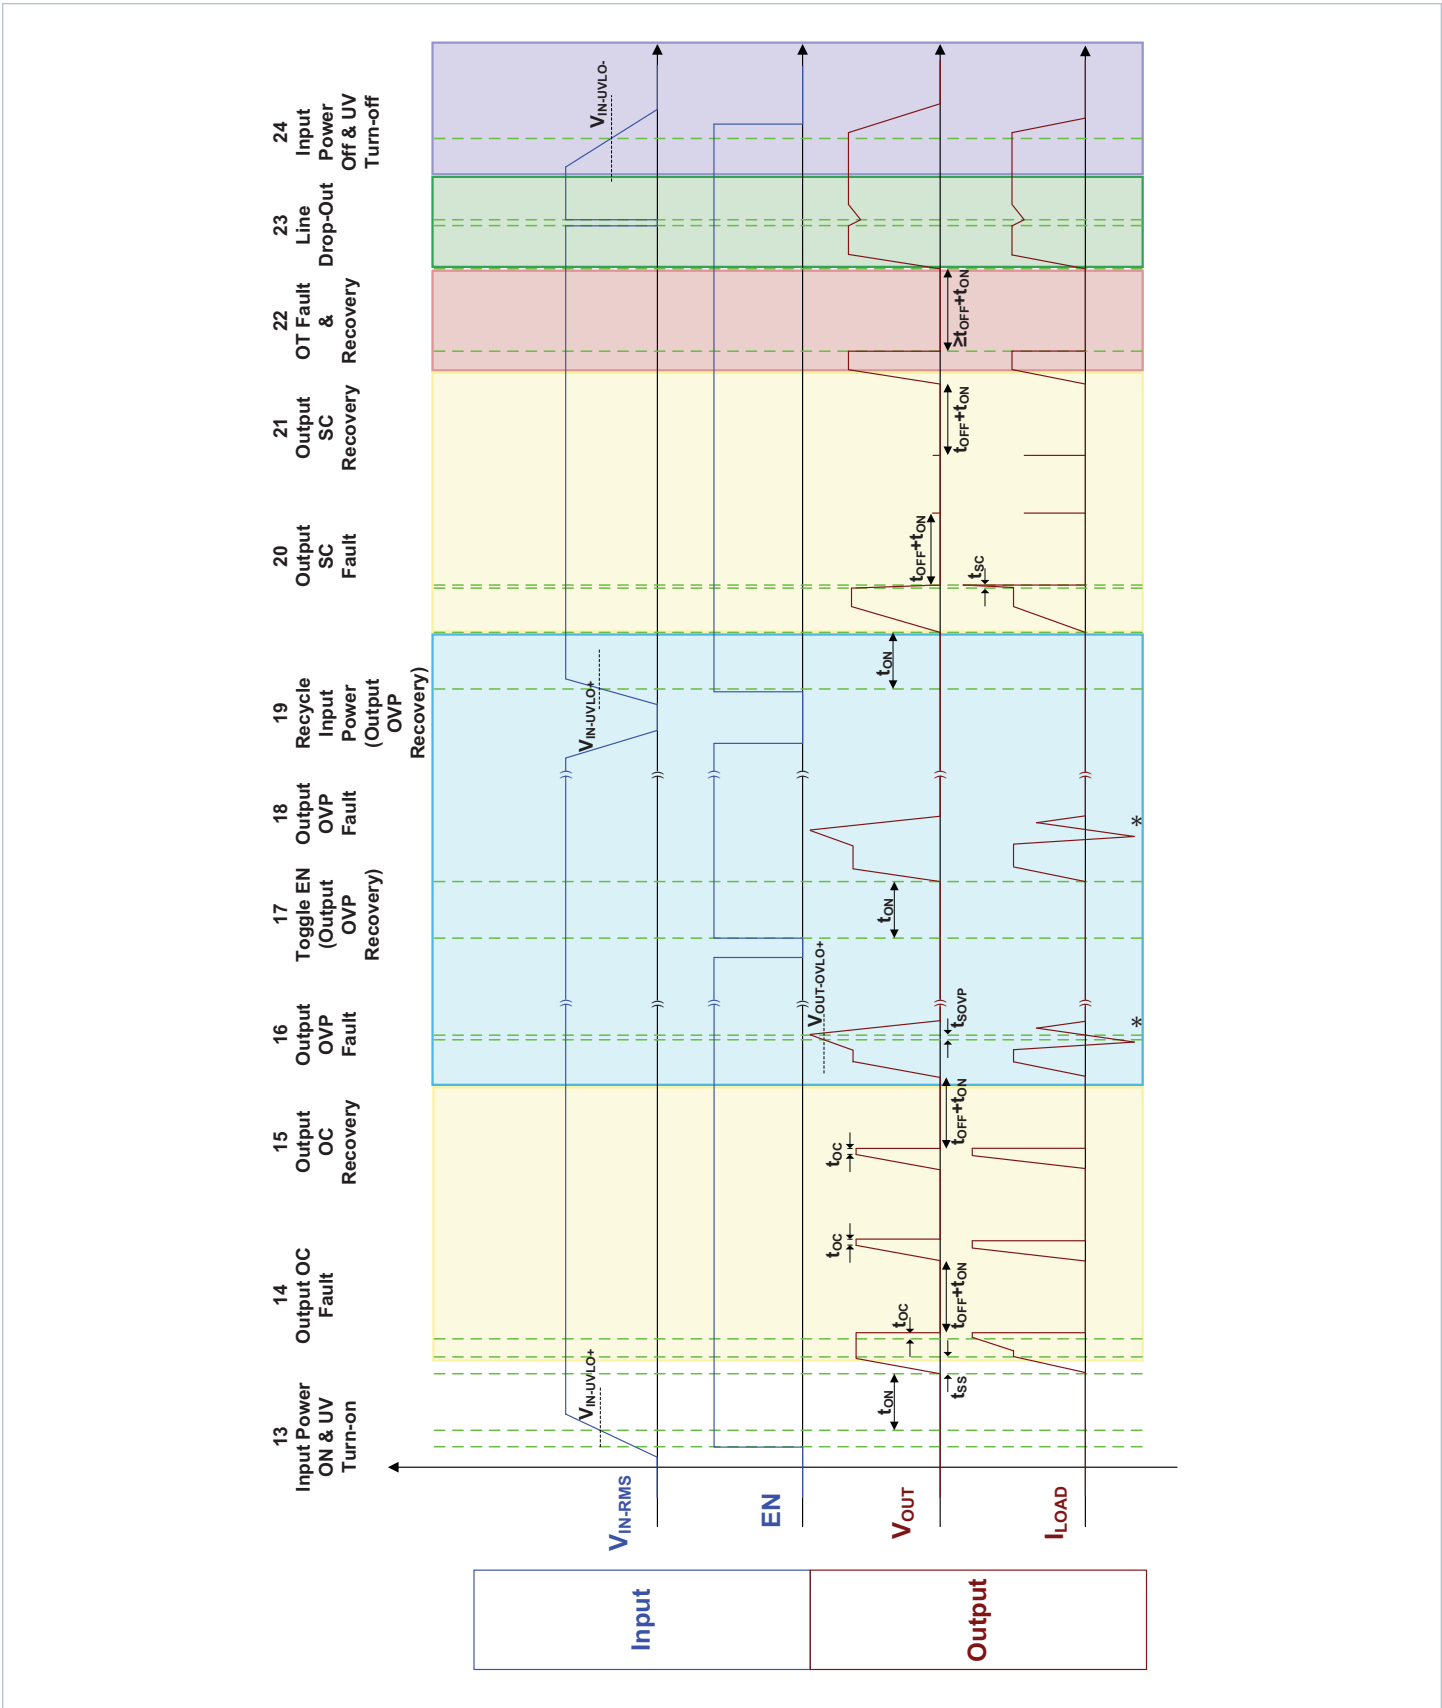 13
Input Power
ON & UV
Turn-on
14
Output OC
Fault
15
Output
OC
Recovery
16
Output
OVP
Fault
17
Toggle EN
(Output
OVP
Recovery)
18
Output
OVP
Fault
19
Recycle
Input
Power
(Output
OVP
Recovery)
20
Output
SC
Fault
21
Output
SC
Recovery
22
OT Fault
&
Recovery
23
Line
Drop-Out
24
Input
Power
Off & UV
Turn-off
Input
VIN-RMS
VIN-UVLO+
VIN-UVLO+
VIN-UVLO-
EN
Output
VOUT
tON
tSS
tOC
tOFF+tON
tOC
tOC
tOFF+tON
VOUT-OVLO+
tSOVP
tON
tON
tOFF+tON
tOFF+tON
≥tOFF+tON
ILOAD
*
*
tSC